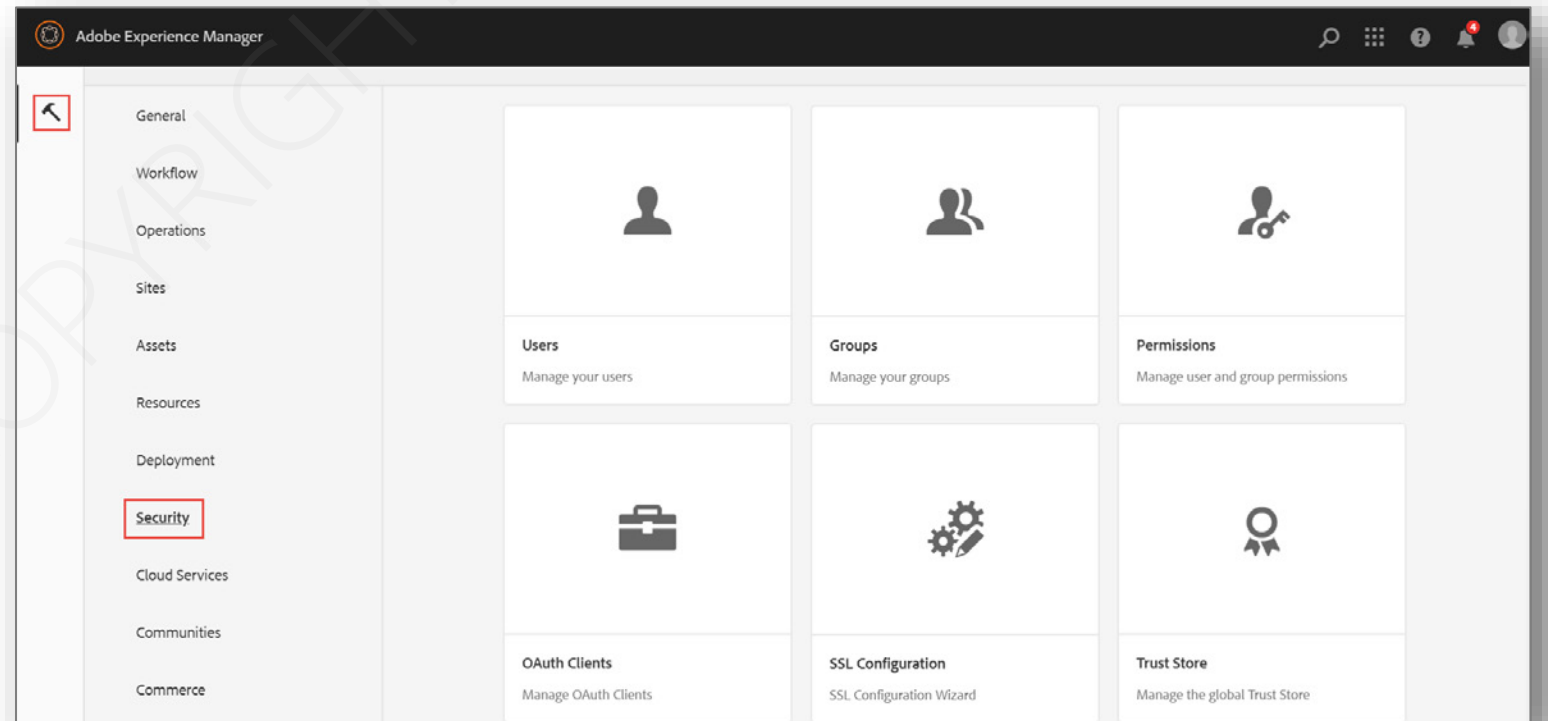 Adobe Experience Manager
4
General
Workflow
Operations
Sites
Assets
Resources
Deployment
Security
Cloud Services
Communities
Commerce
Users
Manage your users
Groups
Manage your groups
Permissions
Manage user and group permissions
OAuth Clients
Manage OAuth Clients
SSL Configuration
SSL Configuration Wizard
Trust Store
Manage the global Trust Store
OPYRIGH